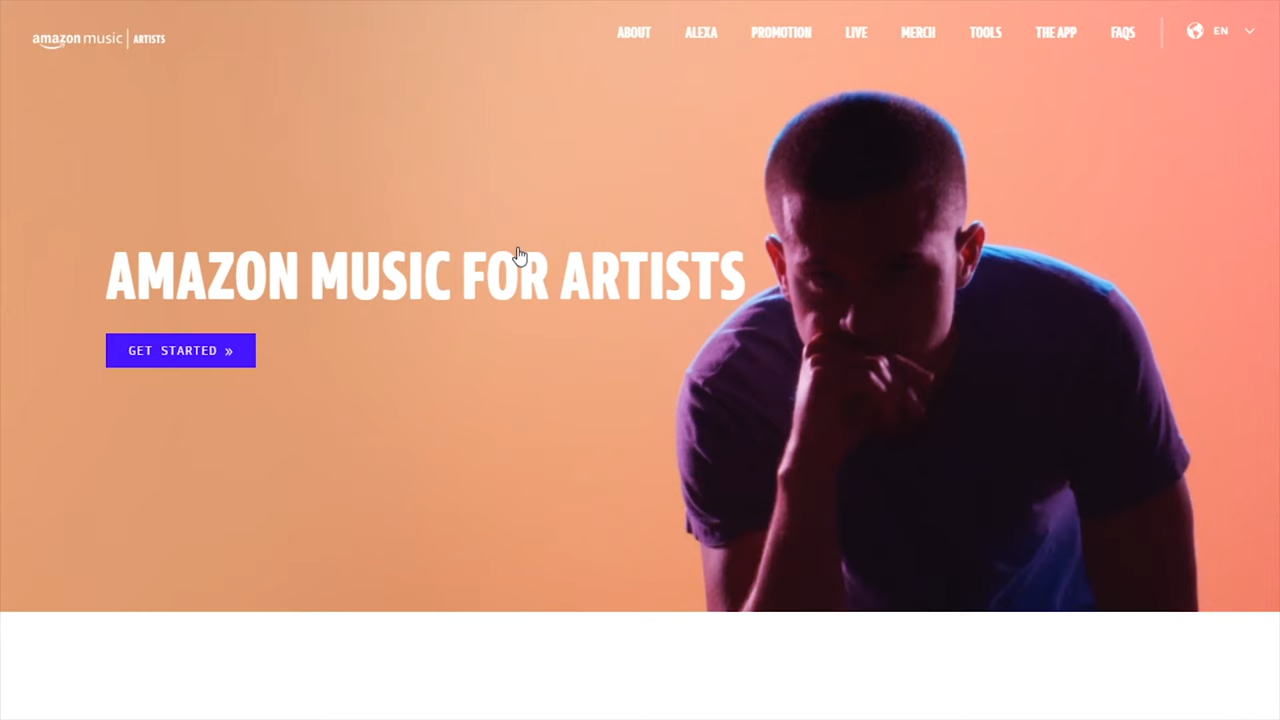 amazon music | ARTISTS
ABOUT ALEXA PROMOTION LIVE MERCH TOOLS THE APP FAQS EN
AMAZON MUSIC FOR ARTISTS
GET STARTED »